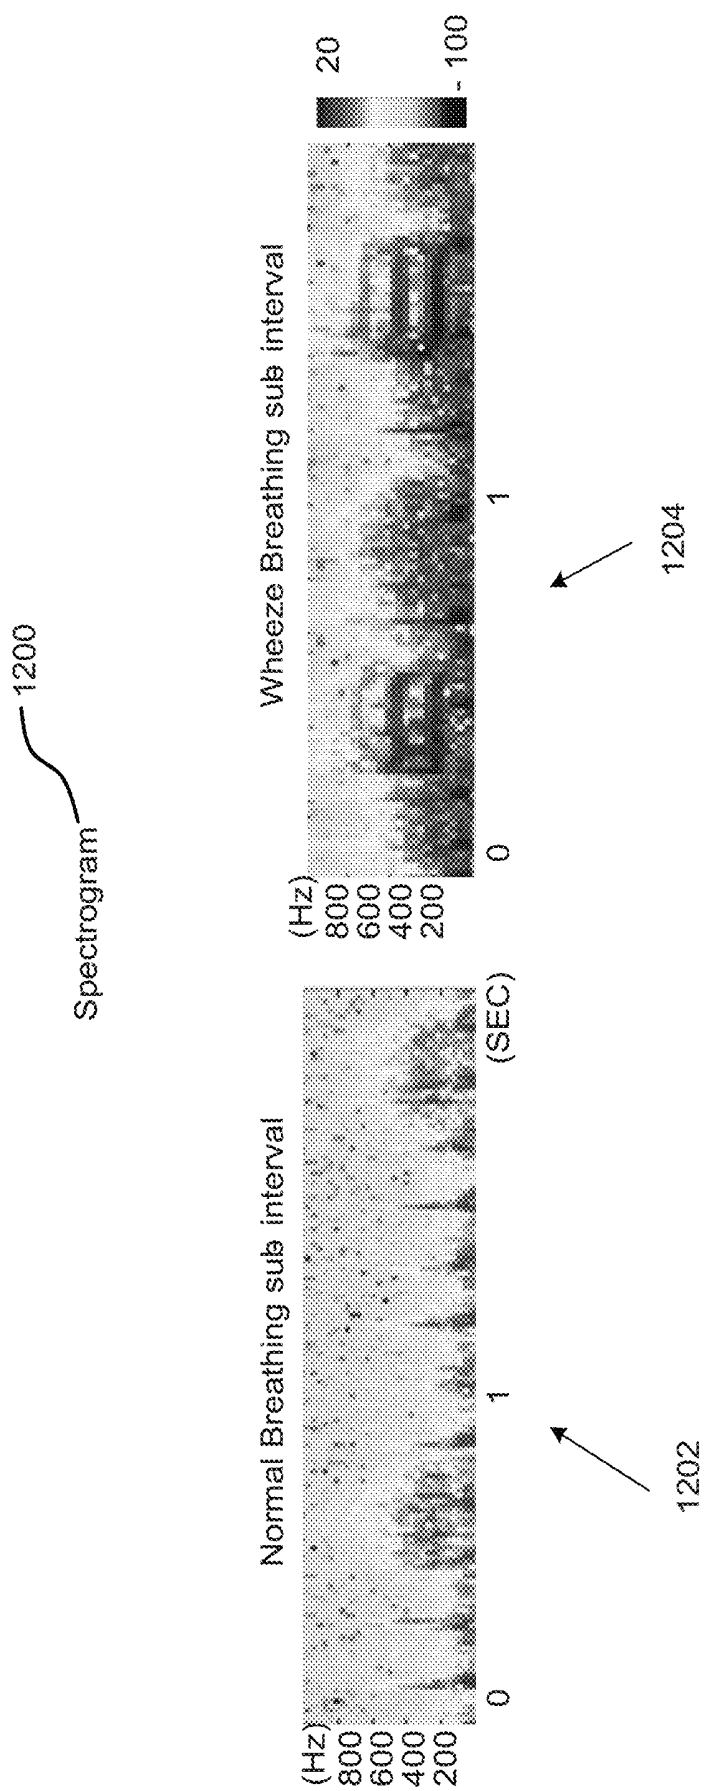 Spectrogram
1200
Normal Breathing sub interval
(Hz)
800
600
400
200
0
1
(SEC)
1202
Wheeze Breathing sub interval
(Hz)
800
600
400
200
0
1
20
- 100
1204